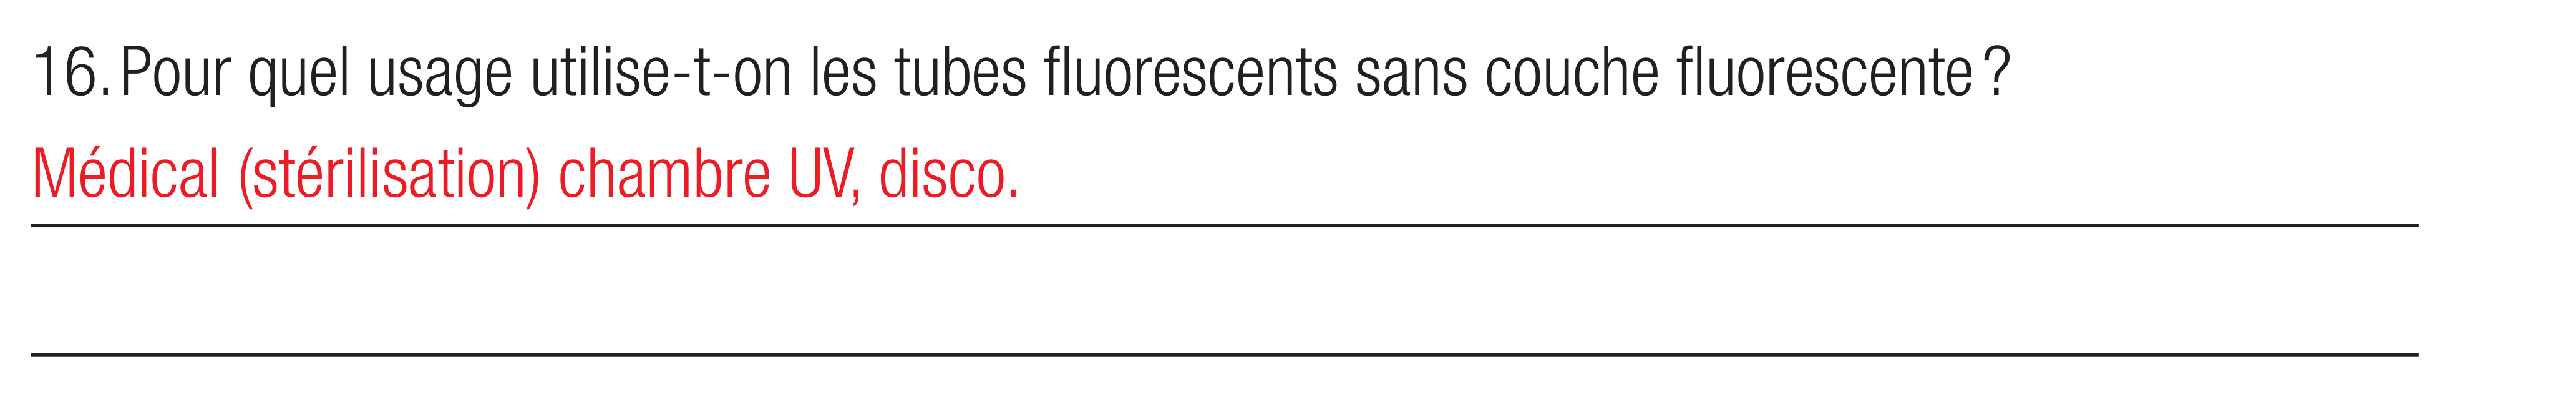 16. Pour quel usage utilise-t-on les tubes fluorescents sans couche fluorescente ?
Médical (stérilisation) chambre UV, disco.